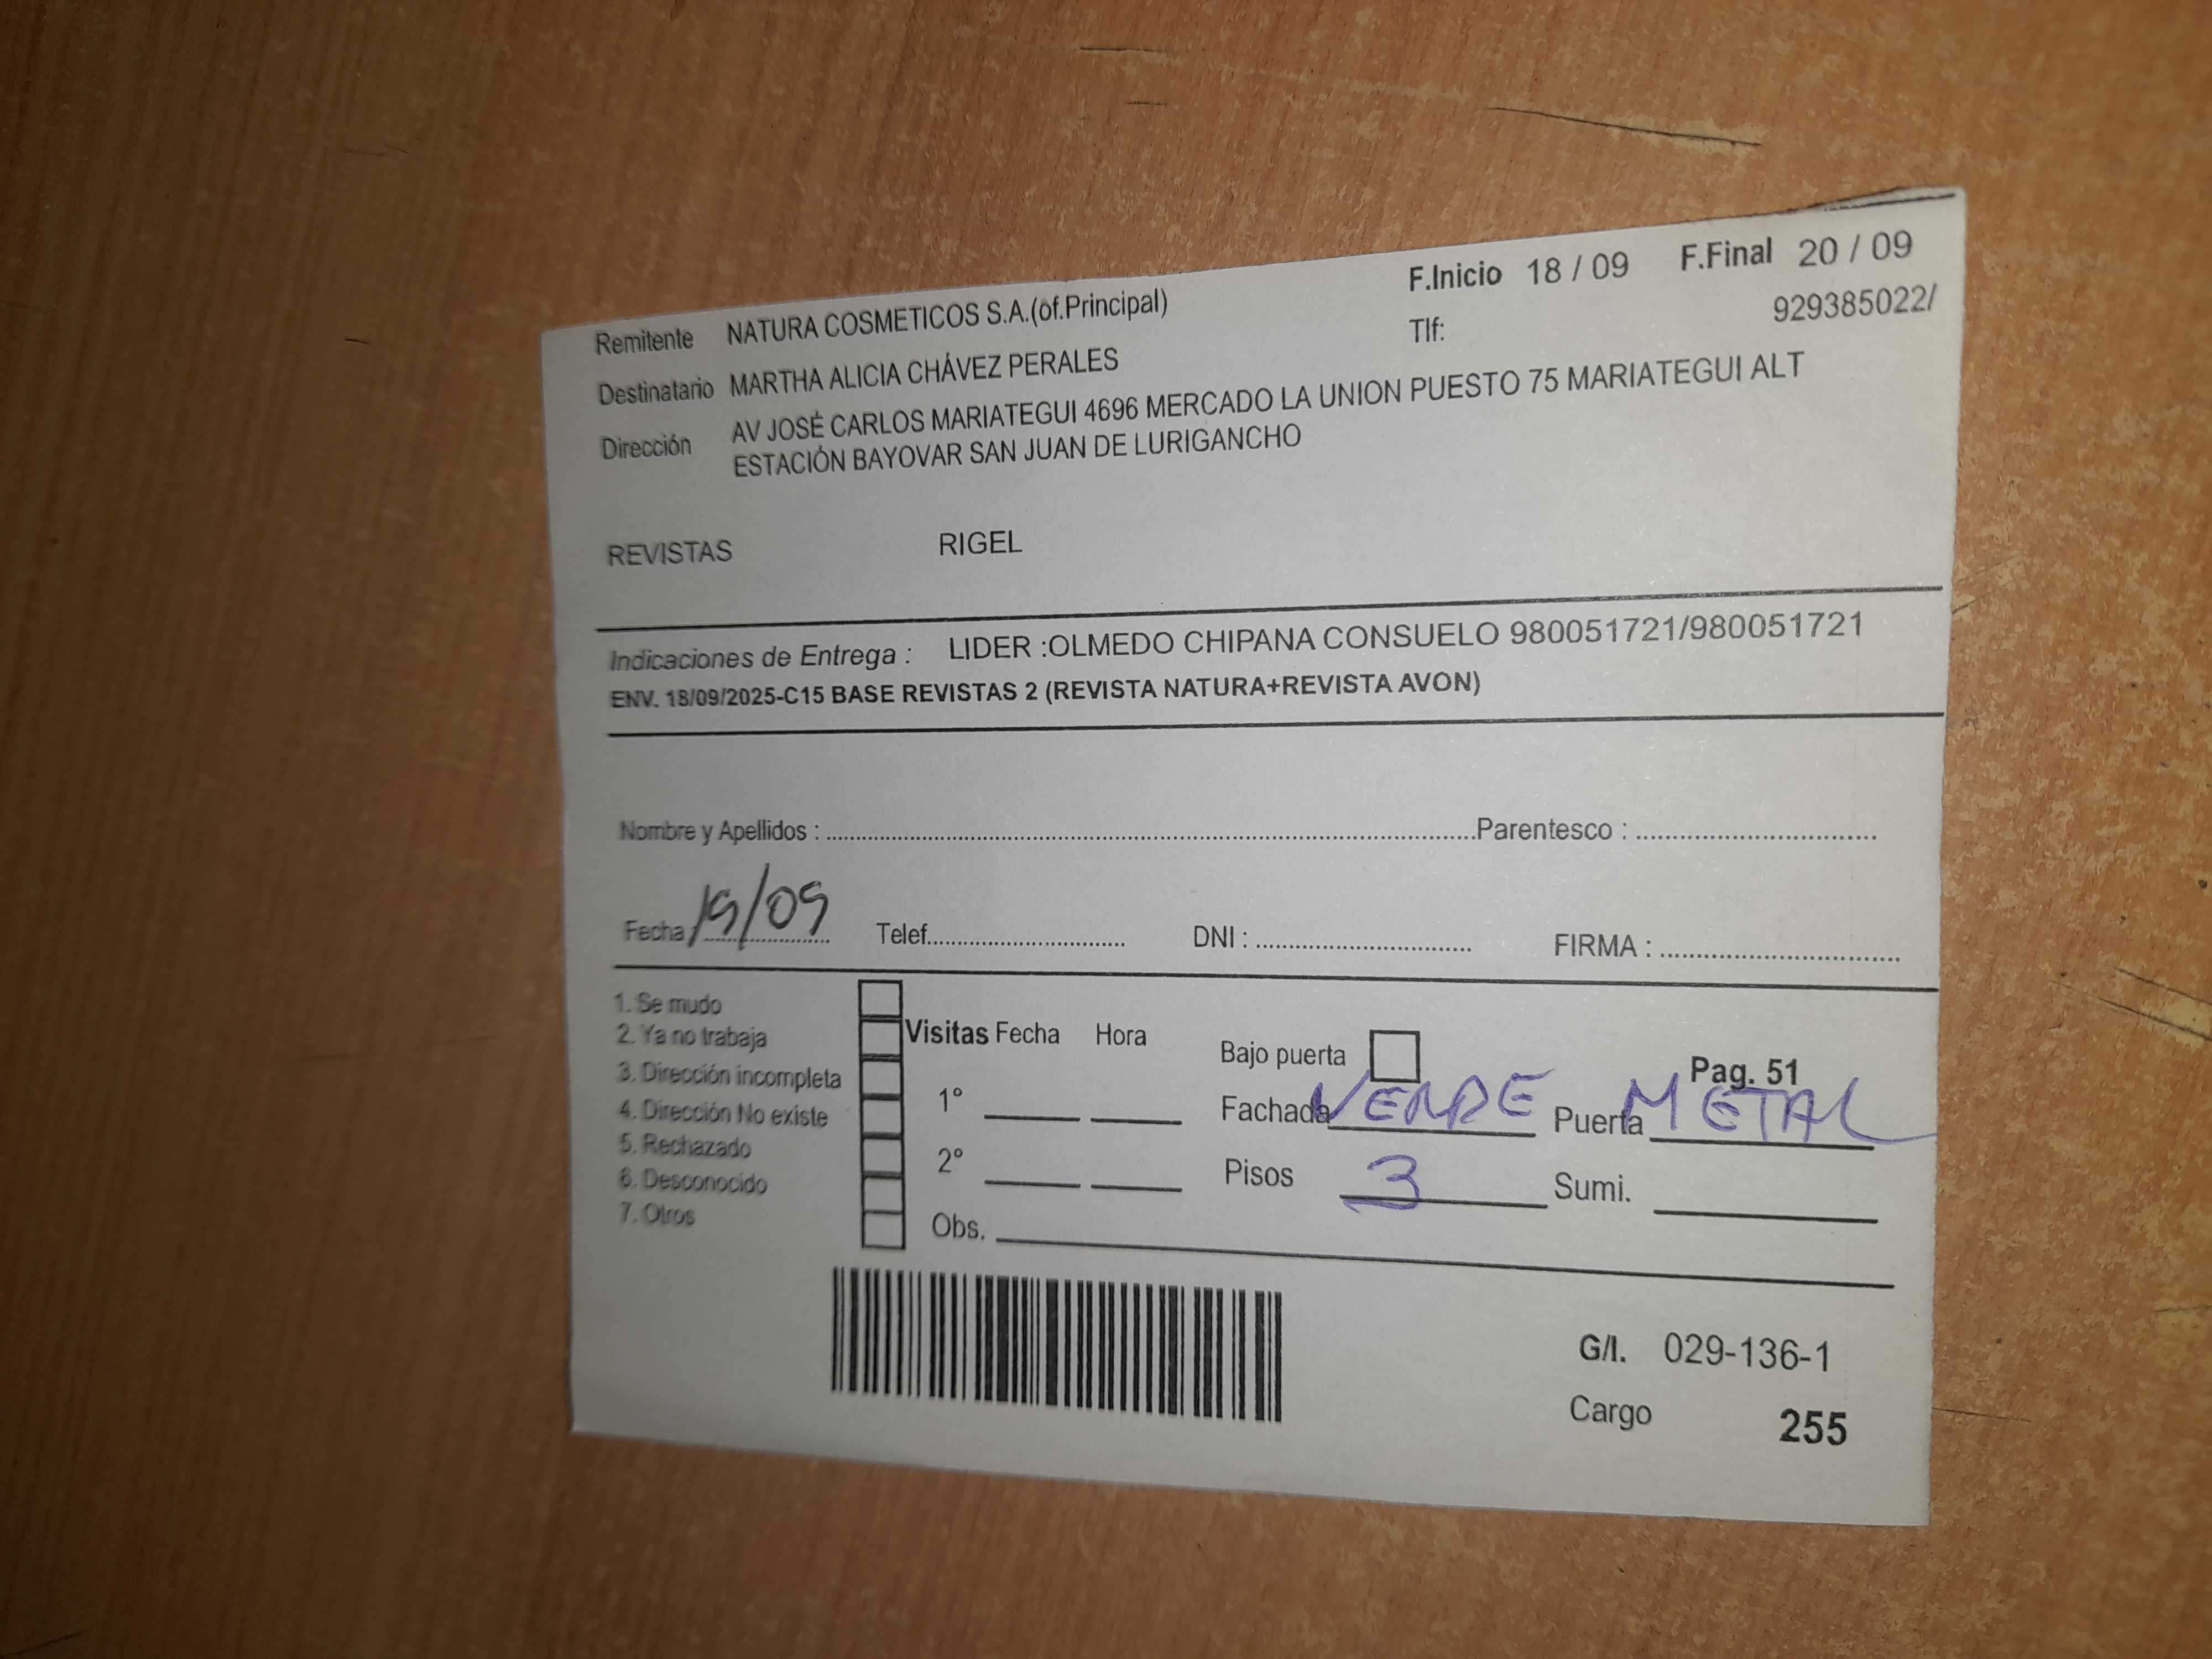 F.Inicio 18 / 09 F.Final 20 / 09
Remitente NATURA COSMETICOS S.A.(of.Principal) Tlf: 929385022/
Destinatario MARTHA ALICIA CHÁVEZ PERALES
Dirección AV JOSÉ CARLOS MARIATEGUI 4696 MERCADO LA UNION PUESTO 75 MARIATEGUI ALT
ESTACIÓN BAYOVAR SAN JUAN DE LURIGANCHO
REVISTAS RIGEL
Indicaciones de Entrega : LIDER :OLMEDO CHIPANA CONSUELO 980051721/980051721
ENV. 18/09/2025-C15 BASE REVISTAS 2 (REVISTA NATURA+REVISTA AVON)
Nombre y Apellidos : Parentesco :
Fecha 19/09 Telef. DNI : FIRMA :
1. Se mudo
2. Ya no trabaja
3. Dirección incompleta
4. Dirección No existe
5. Rechazado
6. Desconocido
7. Otros
Visitas Fecha Hora
1°
2°
Obs.
Bajo puerta Pag. 51
Fachada VERDE Puerta METAL
Pisos 3 Sumi.
G/I. 029-136-1
Cargo 255